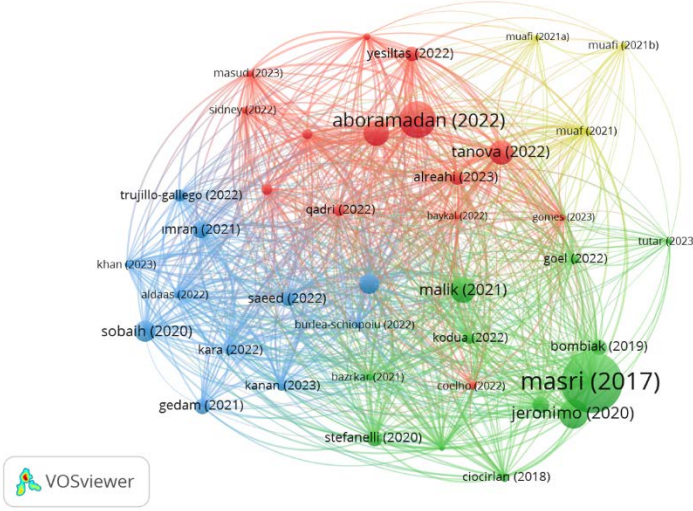 muafi (2021a)
muafi (2021b)
yesiltas (2022)
masud (2023)
sidney (2022)
aboramadan (2022)
muaf (2021)
tanova (2022)
alreahi (2023)
trujillo-gallego (2022)
qadri (2022)
baykal (2022)
gomes (2023)
imran (2021)
tutar (2023
khan (2023)
goel (2022)
aldaas (2022)
saeed (2022)
malik (2021)
burlea-schiopoiu (2022)
sobaih (2020)
kodua (2022)
bombiak (2019)
kara (2022)
bazrkar (2021)
masri (2017)
kanan (2023)
coelho (2022)
gedam (2021)
jeronimo (2020)
stefanelli (2020)
ciocirlan (2018)
VOSviewer